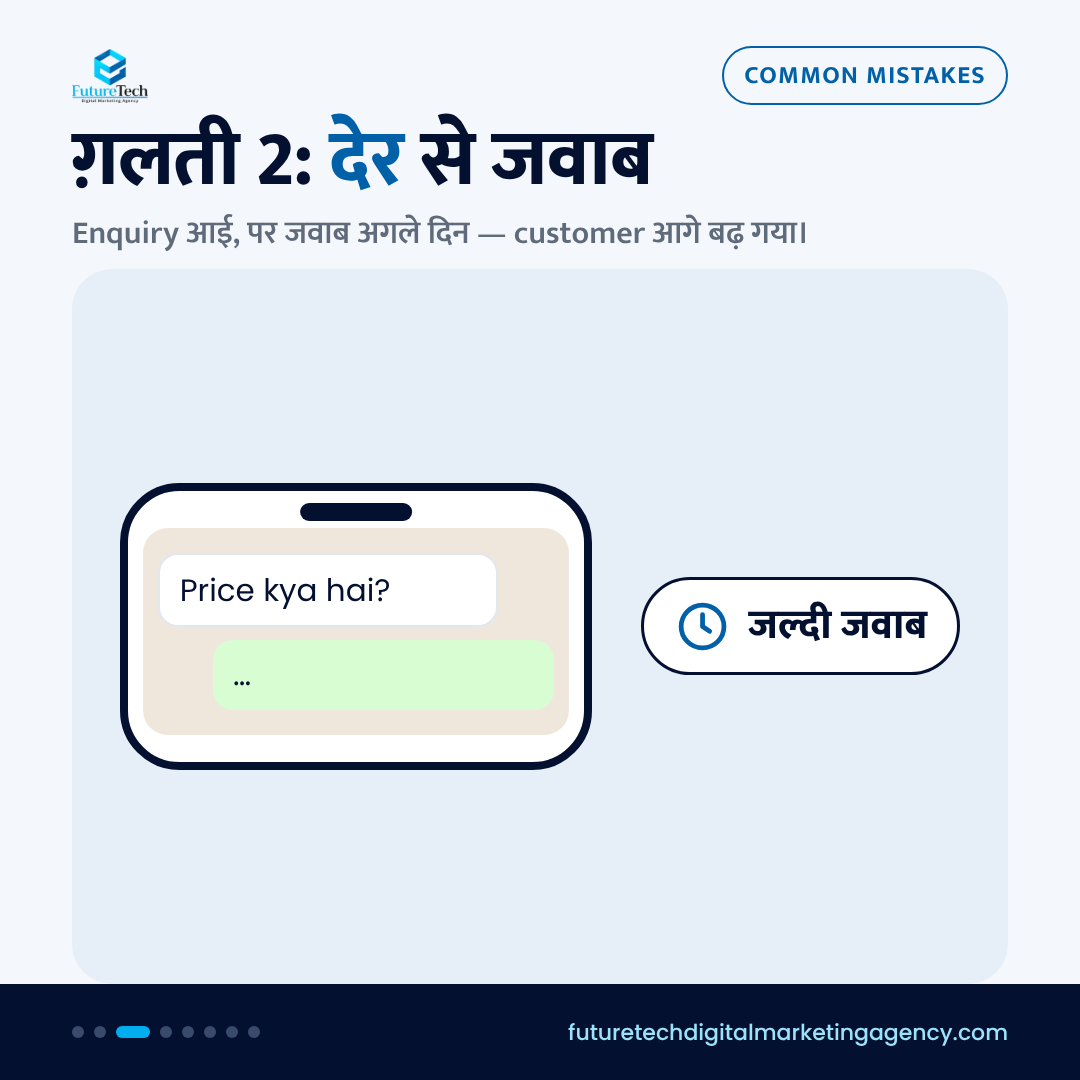 FutureTech
Digital Marketing Agency
COMMON MISTAKES
ग़लती 2: देर से जवाब
Enquiry आई, पर जवाब अगले दिन — customer आगे बढ़ गया।
Price kya hai?
...
जल्दी जवाब
futuretechdigitalmarketingagency.com